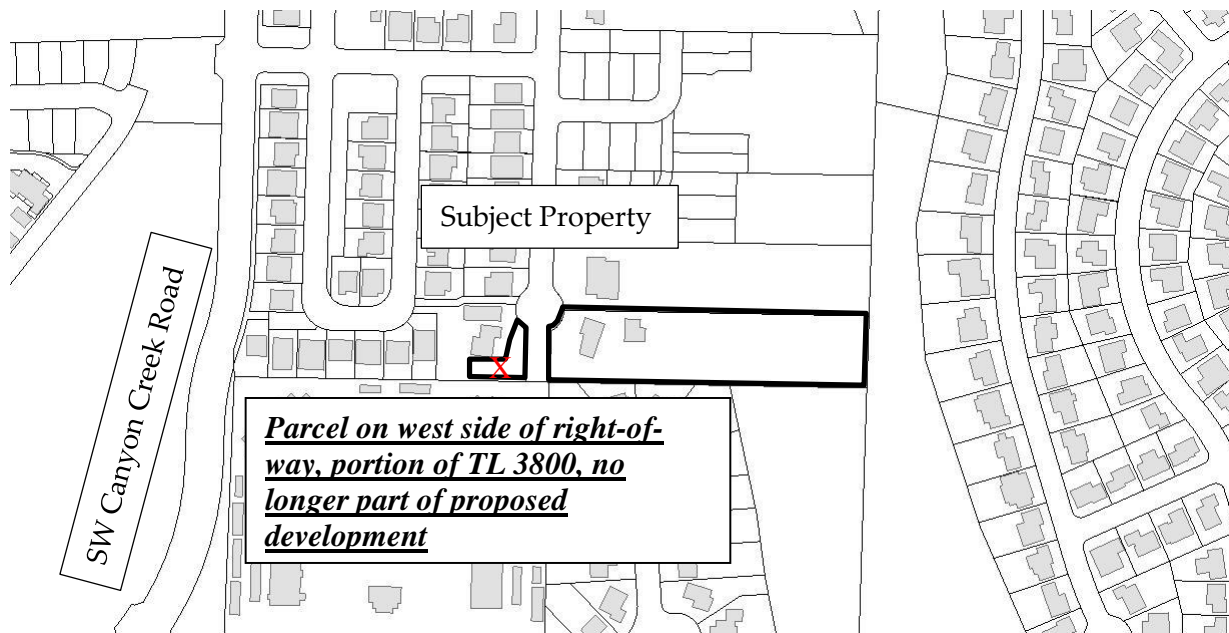 Subject Property
SW Canyon Creek Road
X
Parcel on west side of right-of-
way, portion of TL 3800, no
longer part of proposed
development